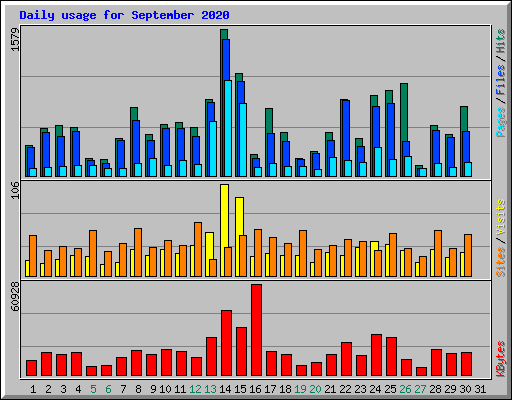 Daily usage for September 2020
1579
Pages / Files / Hits
106
Sites / Visits
60928
KBytes
1 2 3 4 5 6 7 8 9 10 11 12 13 14 15 16 17 18 19 20 21 22 23 24 25 26 27 28 29 30 31